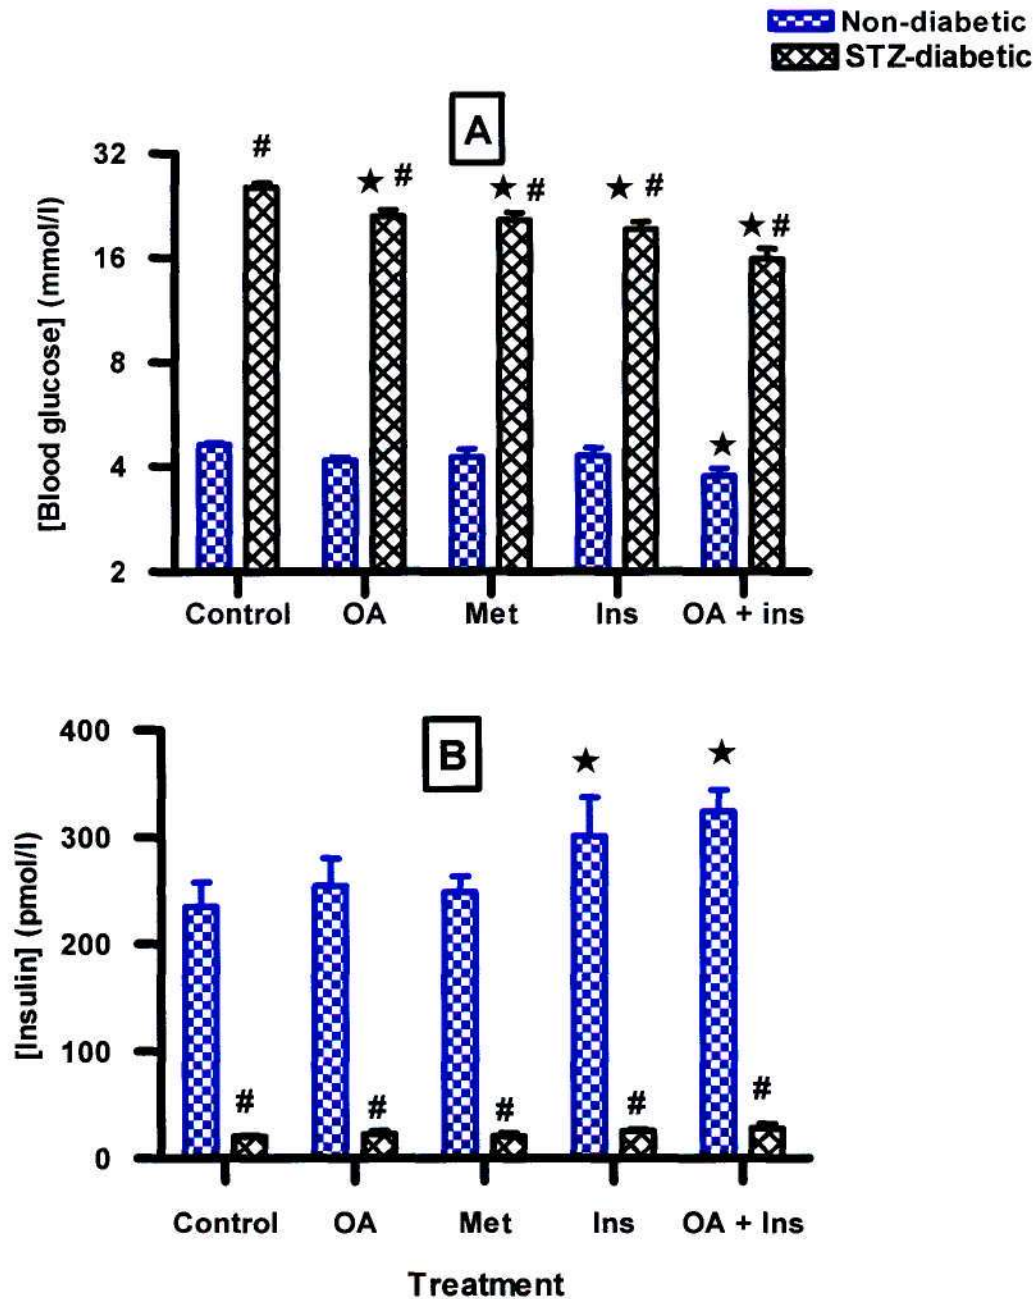 Non-diabetic
STZ-diabetic
A
[Blood glucose] (mmol/l)
32
16
8
4
2
#
★ #
★ #
★ #
★ #
★
Control OA Met Ins OA + ins
B
[Insulin] (pmol/l)
400
300
200
100
0
★ ★
# # # # #
Control OA Met Ins OA + Ins
Treatment